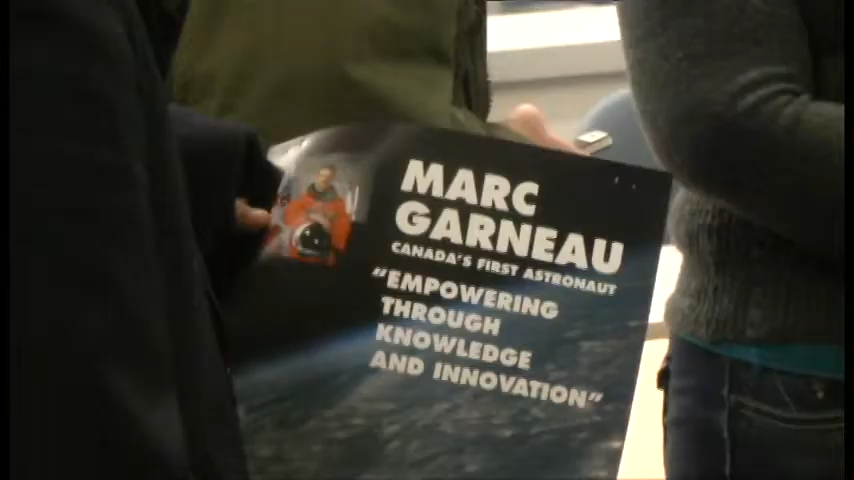 MARC
GARNEAU
CANADA'S FIRST ASTRONAUT
"EMPOWERING
THROUGH
KNOWLEDGE
AND INNOVATION"